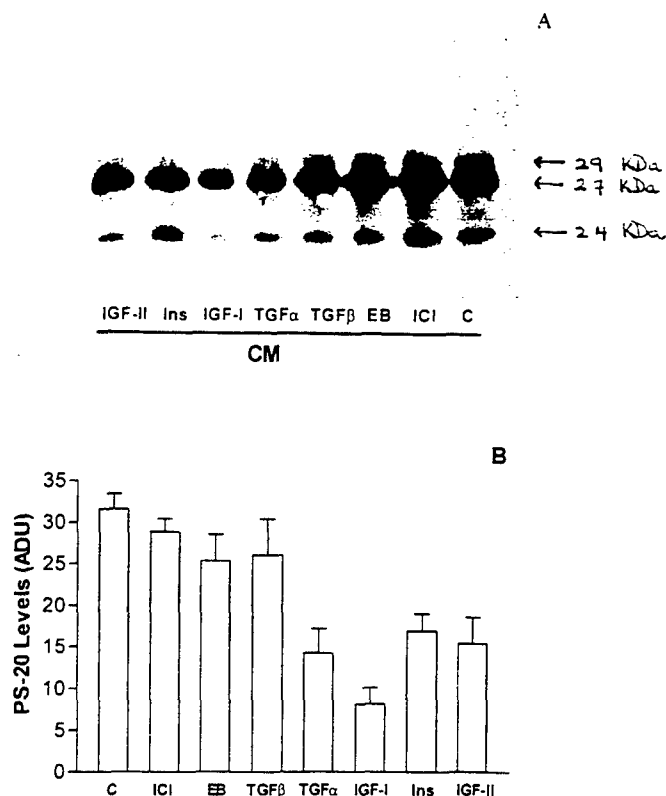 A
← 29 KDa
← 27 KDa
← 24 KDa
IGF-II Ins IGF-I TGFα TGFβ EB ICI C
CM
B
PS-20 Levels (ADU)
35
30
25
20
15
10
5
0
C ICI EB TGFβ TGFα IGF-I Ins IGF-II